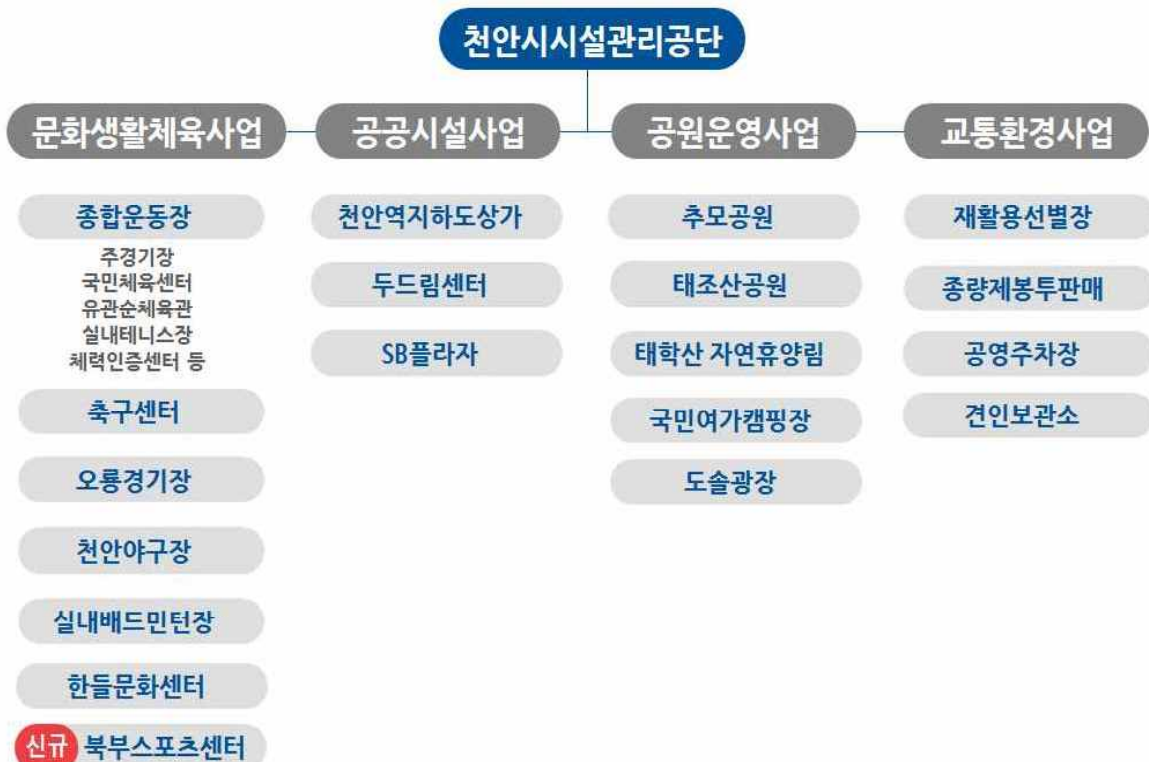 천안시시설관리공단
문화생활체육사업
공공시설사업
공원운영사업
교통환경사업
종합운동장
주경기장
국민체육센터
유관순체육관
실내테니스장
체력인증센터 등
축구센터
오룡경기장
천안야구장
실내배드민턴장
한들문화센터
신규 북부스포츠센터
천안역지하도상가
두드림센터
SB플라자
추모공원
태조산공원
태학산 자연휴양림
국민여가캠핑장
도솔광장
재활용선별장
종량제봉투판매
공영주차장
견인보관소